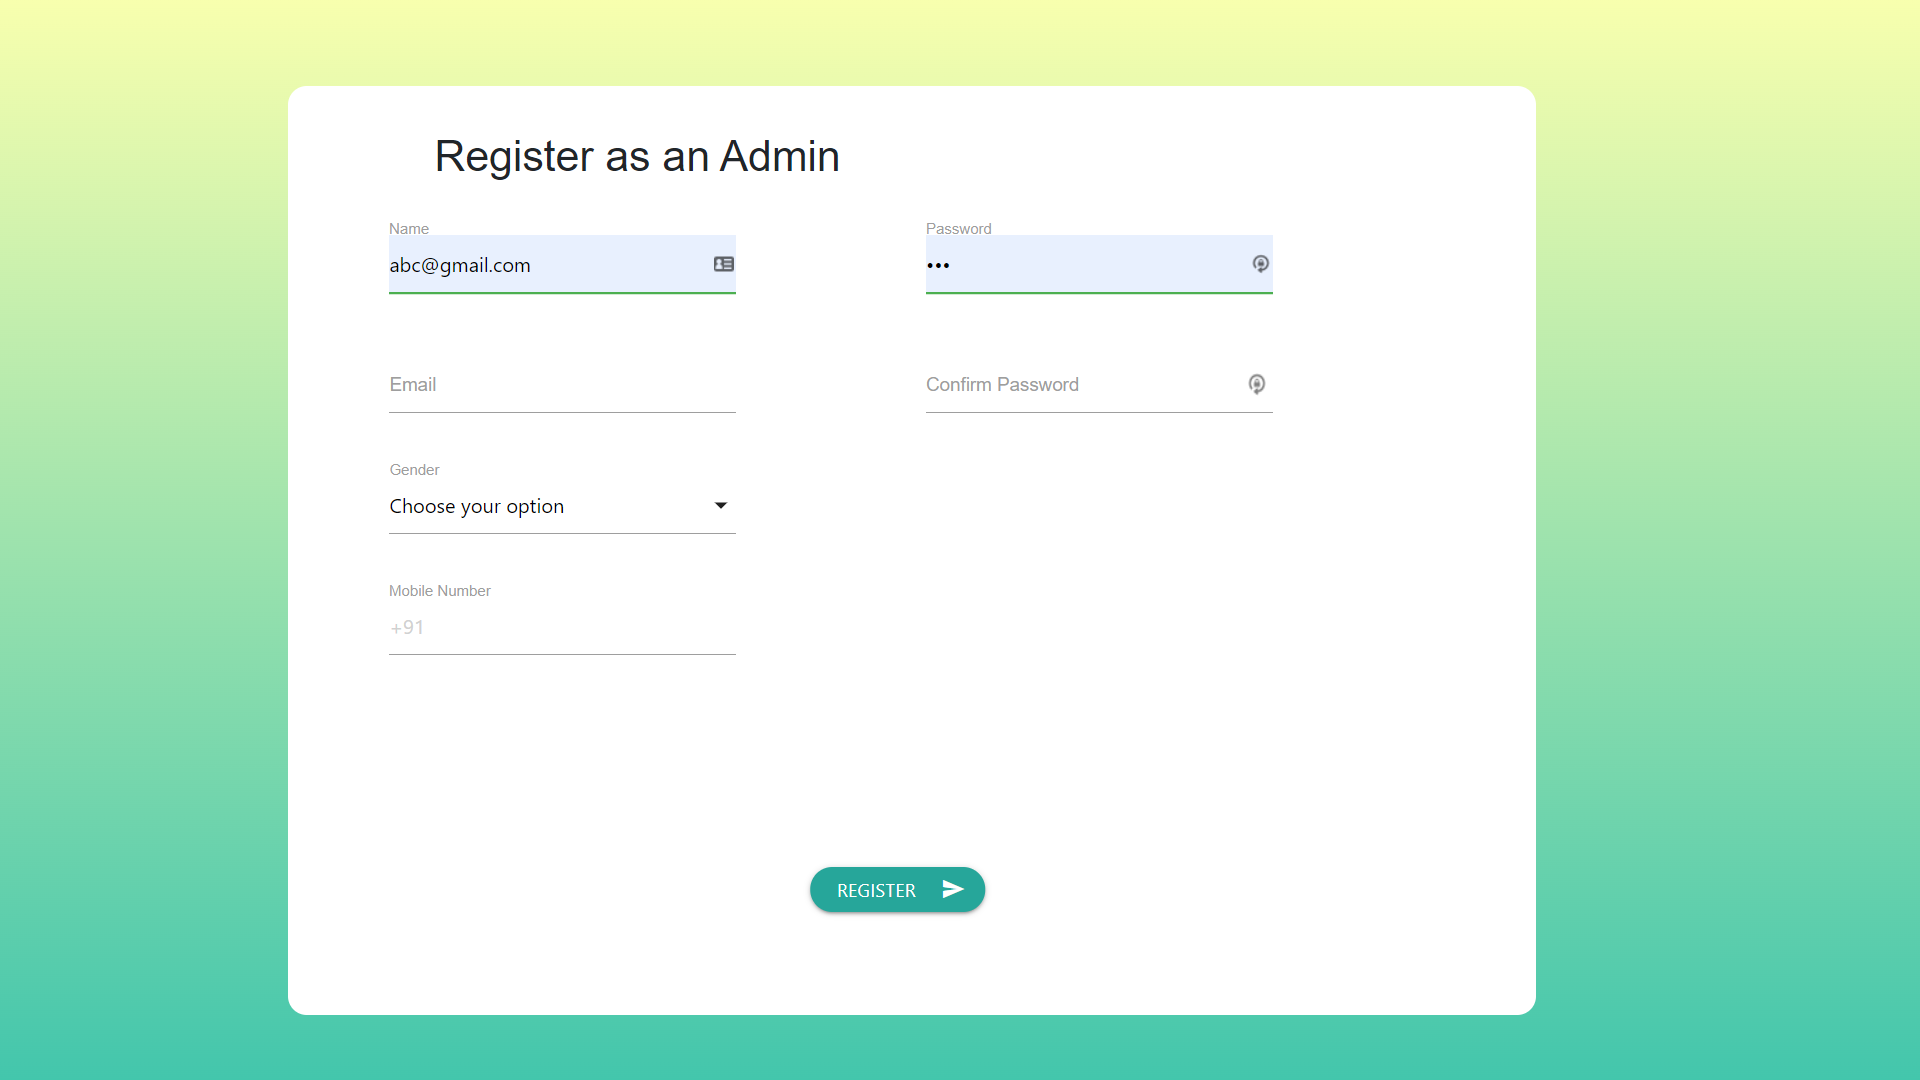 Register as an Admin
Name
Password
abc@gmail.com
•••
Email
Confirm Password
Gender
Choose your option
Mobile Number
+91
REGISTER